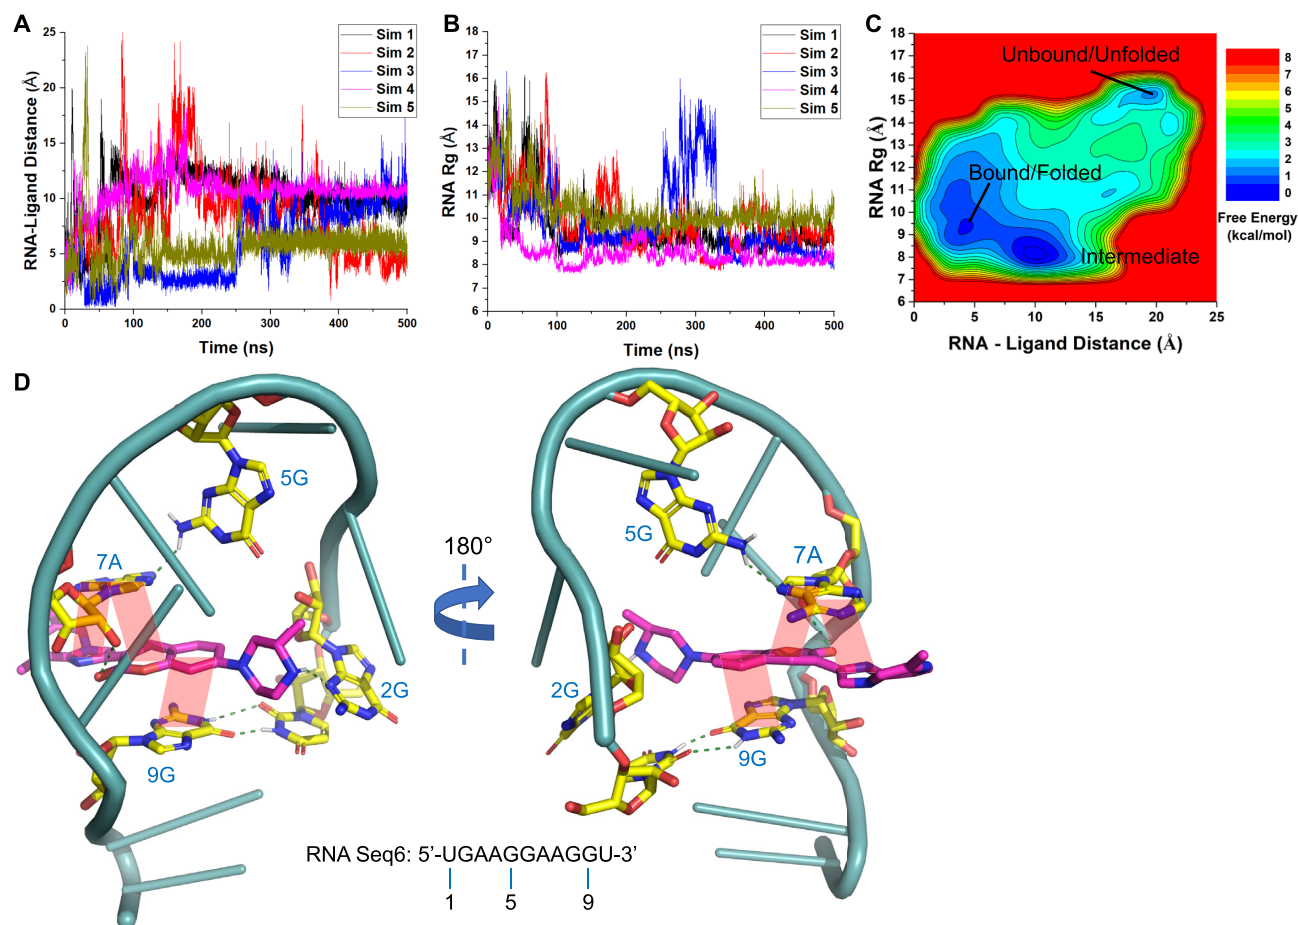 A
Sim 1
Sim 2
Sim 3
Sim 4
Sim 5
RNA-Ligand Distance (Å)
25
20
15
10
5
0
0 100 200 300 400 500
Time (ns)
B
Sim 1
Sim 2
Sim 3
Sim 4
Sim 5
RNA Rg (Å)
18
17
16
15
14
13
12
11
10
9
8
7
6
0 100 200 300 400 500
Time (ns)
C
Unbound/Unfolded
Bound/Folded
Intermediate
RNA Rg (Å)
18
17
16
15
14
13
12
11
10
9
8
7
6
0 5 10 15 20 25
RNA - Ligand Distance (Å)
8
7
6
5
4
3
2
1
0
Free Energy
(kcal/mol)
D
5G
7A
2G
9G
180°
5G
7A
2G
9G
RNA Seq6: 5’-UGAAGGAAGGU-3’
1 5 9